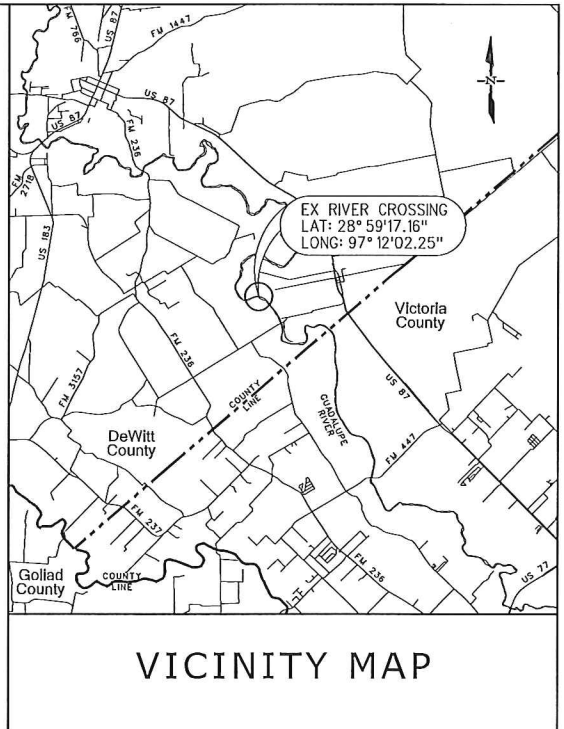 FM 766
FM 1447
US 87
US 87
FM 236
N
FM 2718
US 183
EX RIVER CROSSING
LAT: 28° 59'17.16"
LONG: 97° 12'02.25"
Victoria
County
FM 236
FM 3157
COUNTY
LINE
GUADALUPE
RIVER
US 87
DeWitt
County
FM 447
FM 237
Goliad
County
COUNTY
LINE
FM 236
US 77
VICINITY MAP